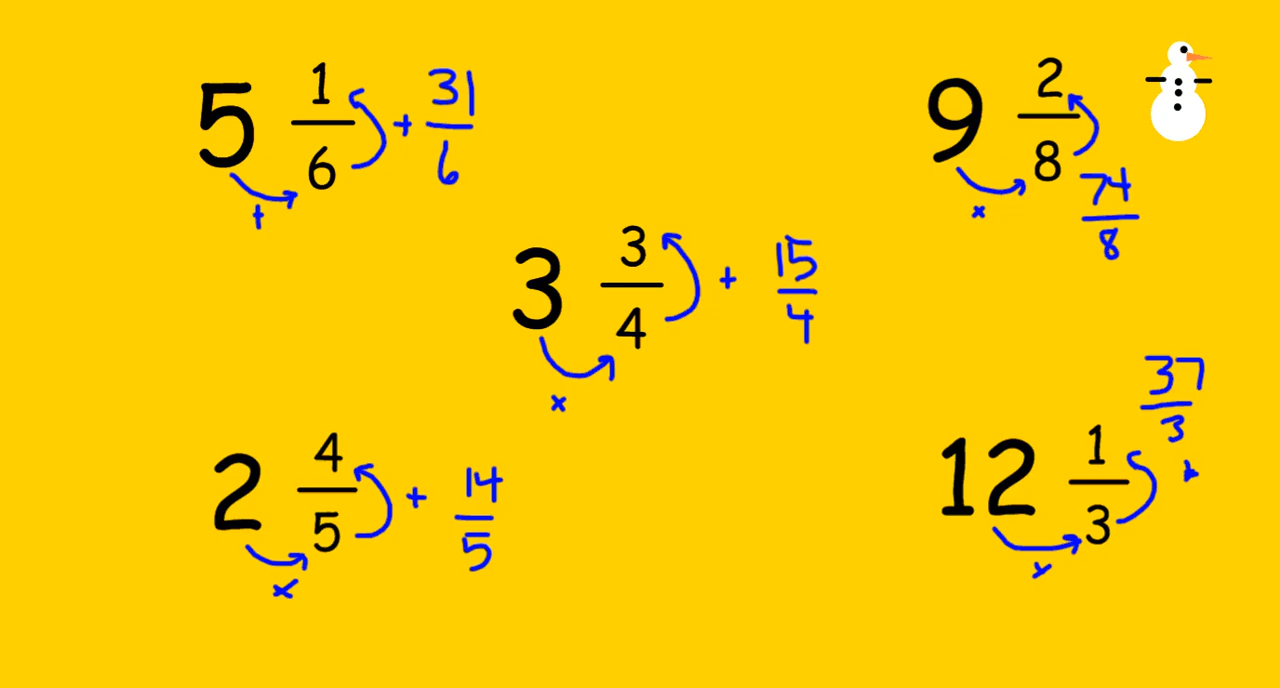 5 1/6 + 31/6
+
9 2/8 74/8
×
3 3/4 + 15/4
×
2 4/5 + 14/5
×
12 1/3 37/3
× +